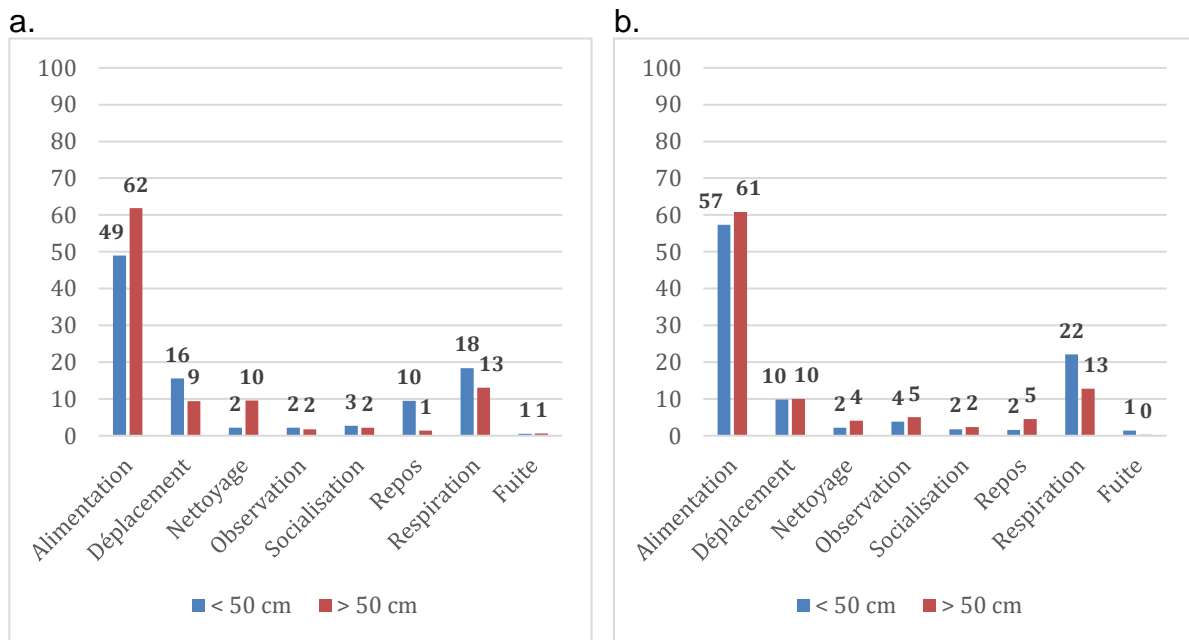 a.
100
90
80
70
60
50
40
30
20
10
0
49
62
16
9
2
10
2
2
3
2
10
1
18
13
1
1
Alimentation
Déplacement
Nettoyage
Observation
Socialisation
Repos
Respiration
Fuite
< 50 cm
> 50 cm
b.
100
90
80
70
60
50
40
30
20
10
0
57
61
10
10
2
4
4
5
2
2
2
5
22
13
1
0
Alimentation
Déplacement
Nettoyage
Observation
Socialisation
Repos
Respiration
Fuite
< 50 cm
> 50 cm